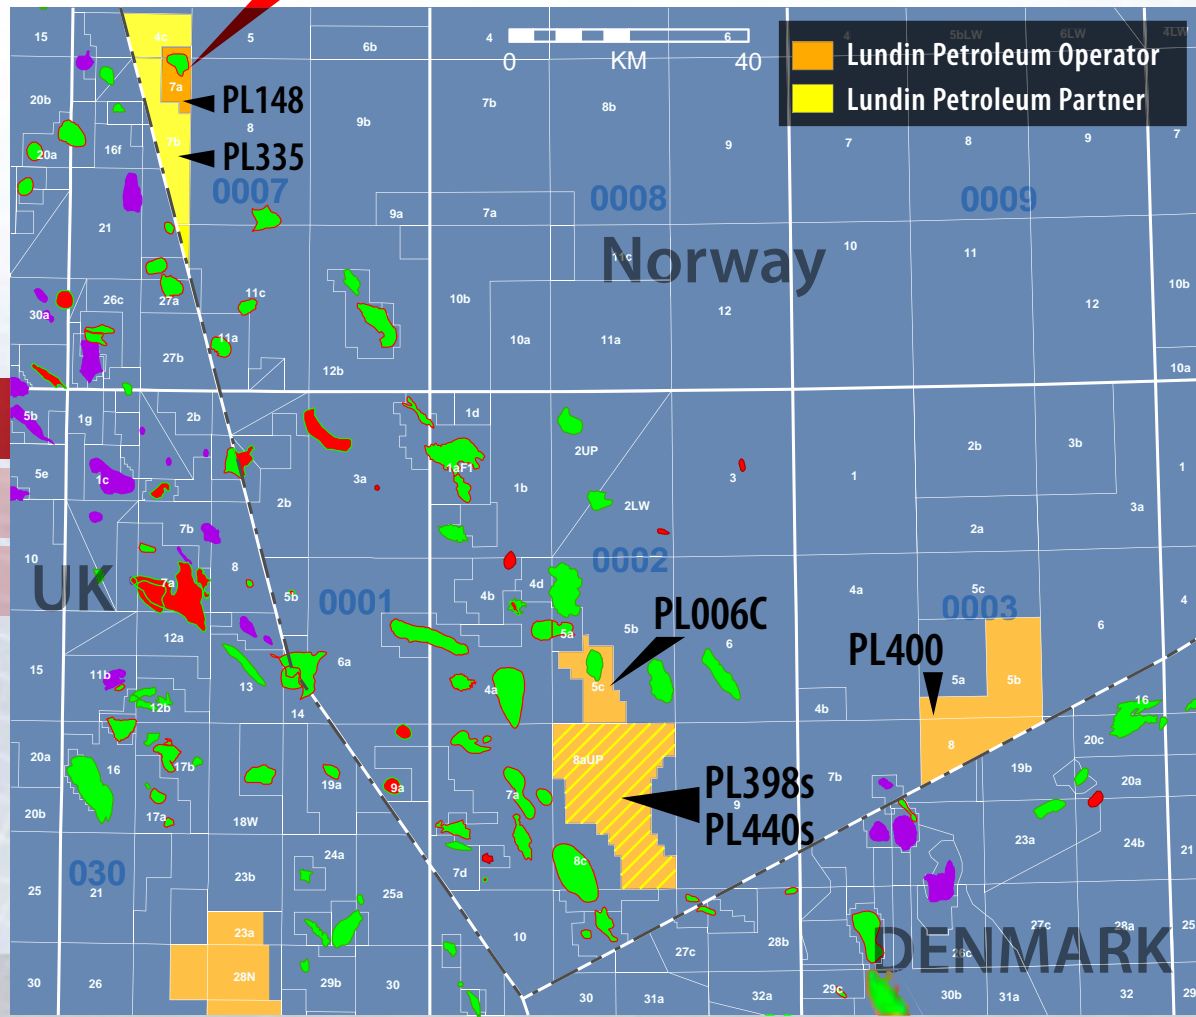 15
4c
5
6b
4
6
4
5bLW
6LW
4LW
0
KM
40
Lundin Petroleum Operator
Lundin Petroleum Partner
7a
PL148
20b
7b
8b
9b
8
7b
PL335
16f
20a
9
7
8
9
7
0007
0008
0009
9a
7a
21
Norway
11c
10
11
10b
26c
27a
11c
10b
12
12
30a
11a
10a
11a
27b
12b
10a
5b
1g
2b
1d
2UP
2b
3b
5e
1c
3a
1aF1
1b
3
1
1
2b
2LW
3a
7b
2a
10
UK
7a
8
5b
0001
4b
4d
0002
4a
5c
0003
4
12a
5a
5b
PL006C
6
PL400
6
15
11b
13
6a
4a
5c
5a
5b
12b
14
4b
16
20a
16
17b
19a
9a
7a
8aUP
PL398s
9
PL440s
7b
8
19b
20c
20a
20b
17a
18W
23a
24b
030
24a
7d
8c
25
21
23b
25a
27c
28a
25
23a
10
27c
28b
DENMARK
26c
30
26
28N
29b
30
30
31a
32a
29c
30b
31a
32
29